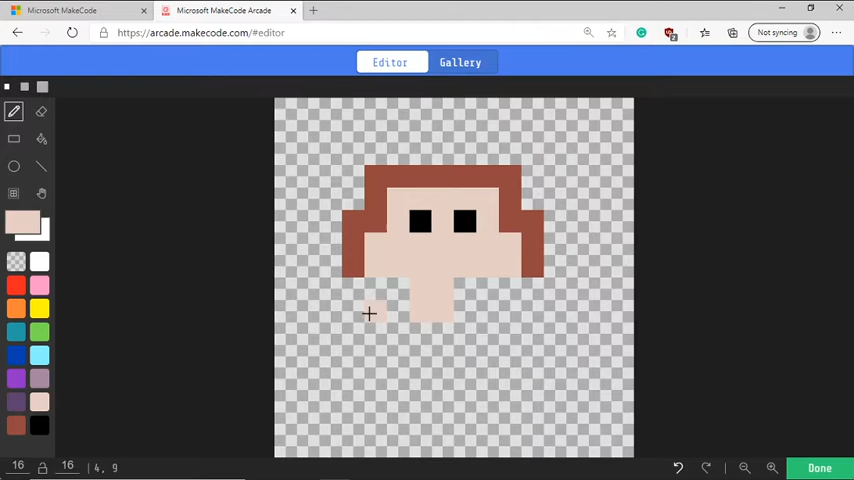 Microsoft MakeCode
Microsoft MakeCode Arcade
https://arcade.makecode.com/#editor
2
Not syncing
Editor
Gallery
16
16
4, 9
Done